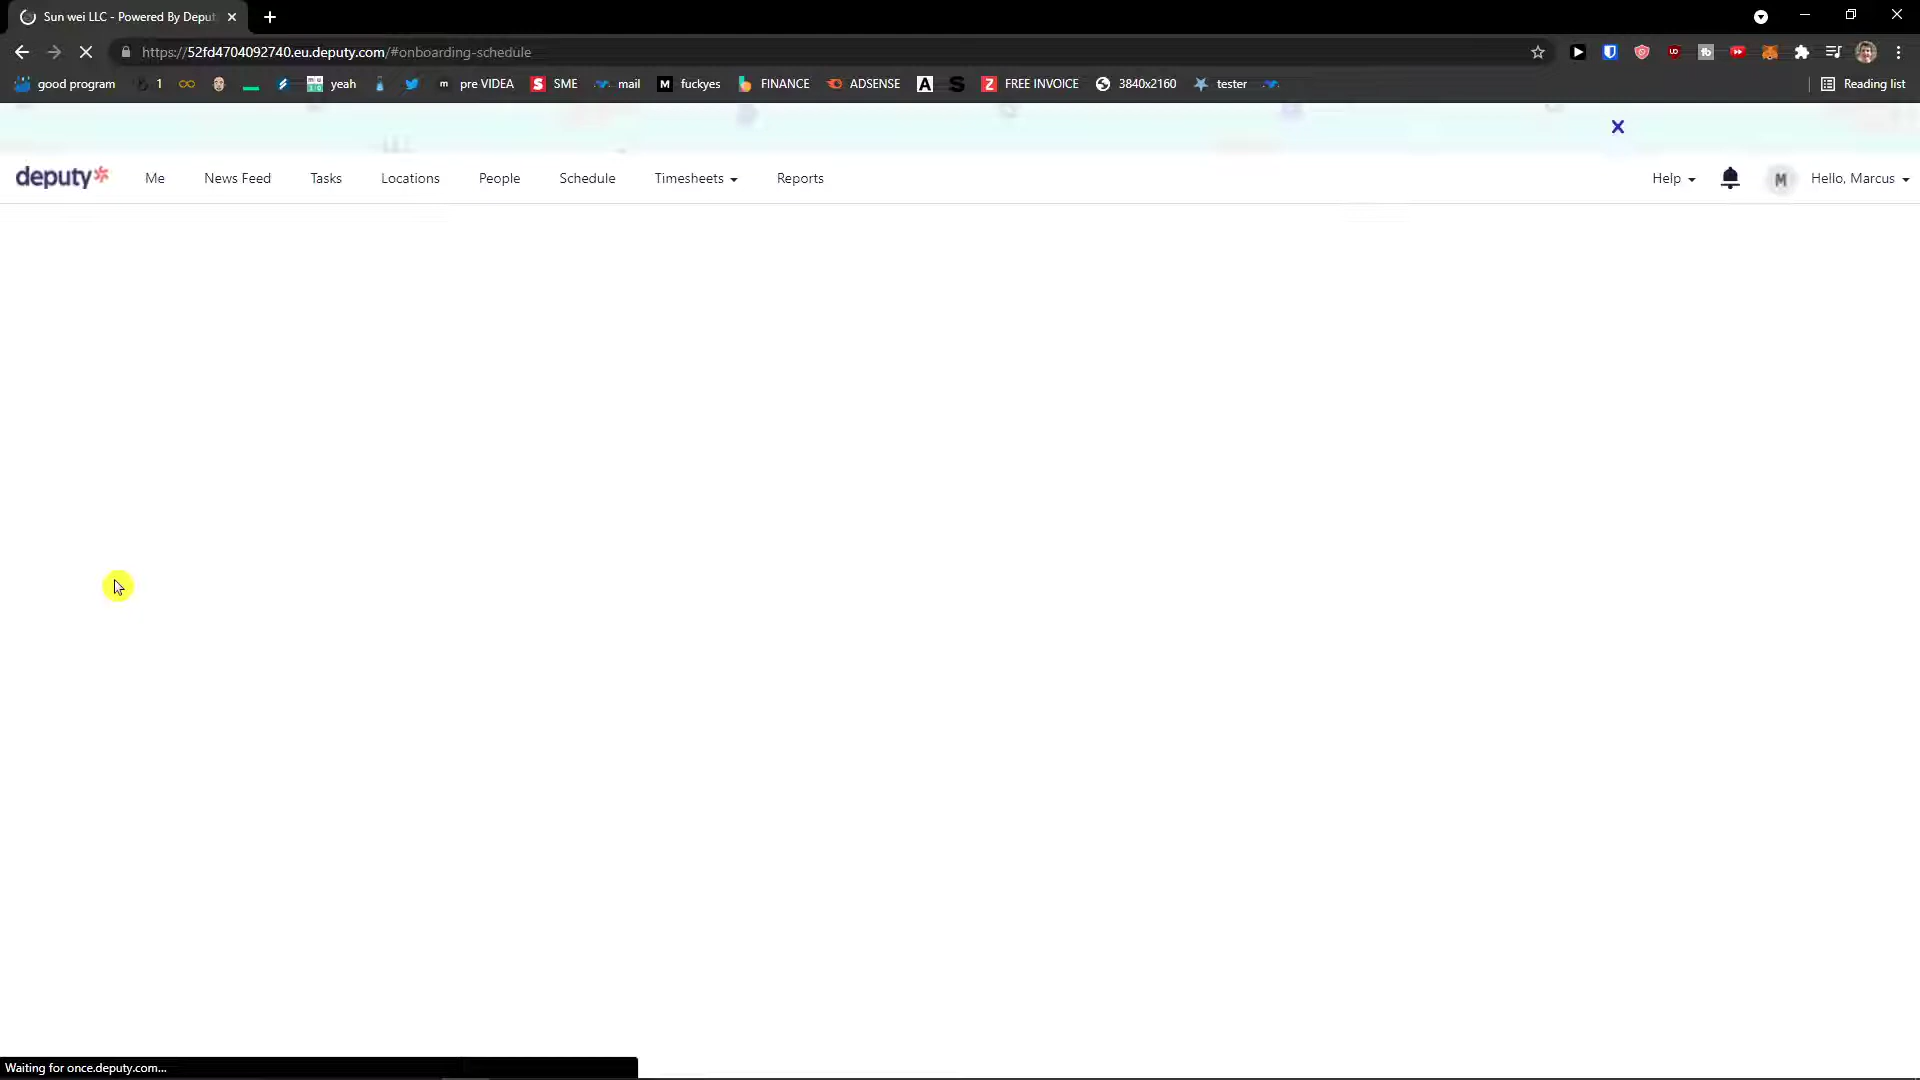 Sun wei LLC - Powered By Deput
https://52fd4704092740.eu.deputy.com/#onboarding-schedule
good program 1 yeah pre VIDEA SME mail fuckyes FINANCE ADSENSE FREE INVOICE 3840x2160 tester Reading list
deputy Me News Feed Tasks Locations People Schedule Timesheets Reports Help M Hello, Marcus
Waiting for once.deputy.com...